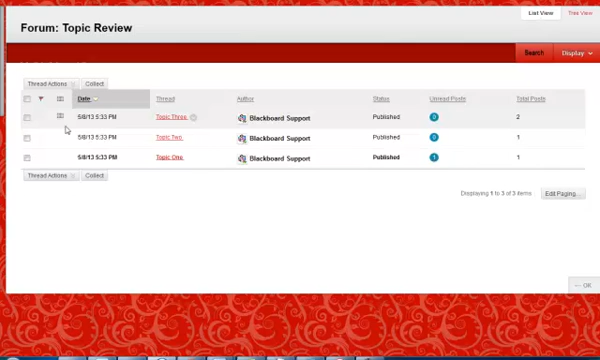 List View Tree View
Forum: Topic Review
Search Display
Thread Actions Collect
Date Thread Author Status Unread Posts Total Posts
5/8/13 5:33 PM Topic Three Blackboard Support Published 0 2
5/8/13 5:33 PM Topic Two Blackboard Support Published 0 1
5/8/13 5:33 PM Topic One Blackboard Support Published 1 1
Thread Actions Collect
Displaying 1 to 3 of 3 items Edit Paging...
OK